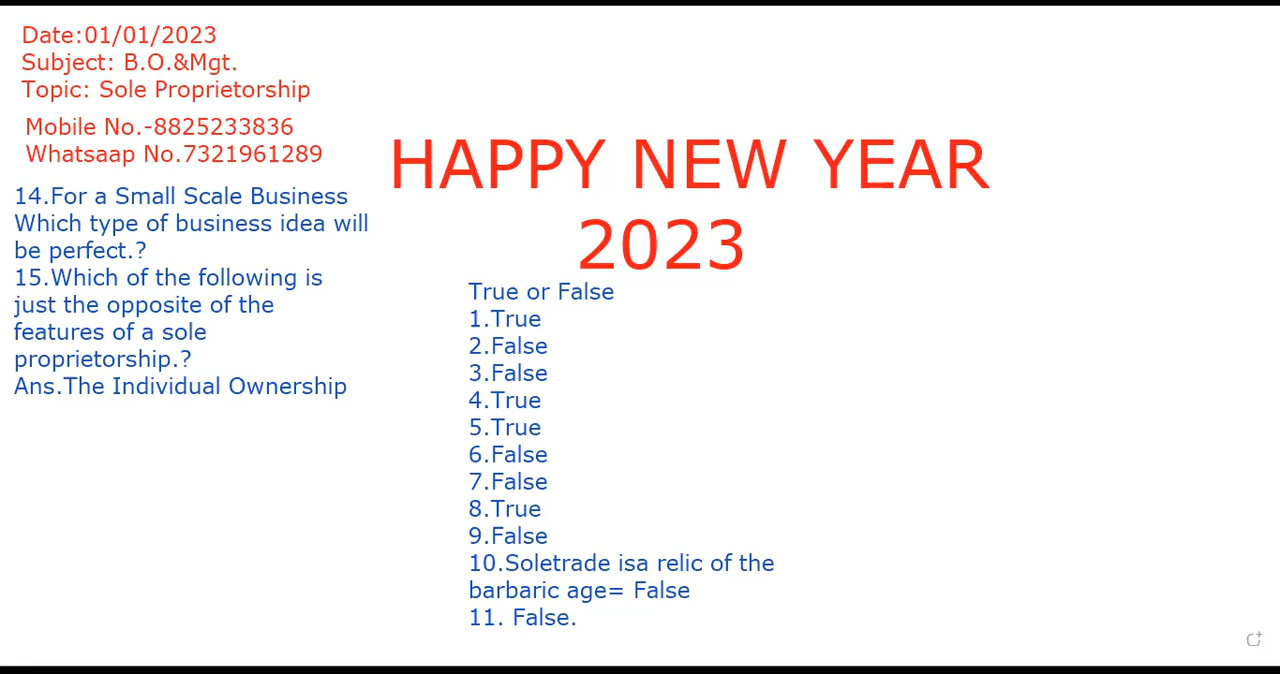 Date:01/01/2023
Subject: B.O.&Mgt.
Topic: Sole Proprietorship
Mobile No.-8825233836
Whatsaap No.7321961289
HAPPY NEW YEAR
2023
14.For a Small Scale Business
Which type of business idea will
be perfect.?
15.Which of the following is
just the opposite of the
features of a sole
proprietorship.?
Ans.The Individual Ownership
True or False
1.True
2.False
3.False
4.True
5.True
6.False
7.False
8.True
9.False
10.Soletrade isa relic of the
barbaric age= False
11. False.